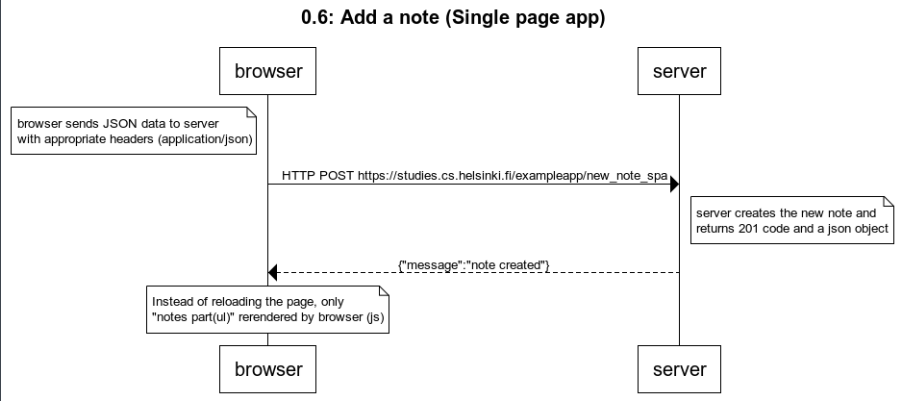 0.6: Add a note (Single page app)
browser
server
browser sends JSON data to server
with appropriate headers (application/json)
HTTP POST https://studies.cs.helsinki.fi/exampleapp/new_note_spa
server creates the new note and
returns 201 code and a json object
{"message":"note created"}
Instead of reloading the page, only
"notes part(ul)" rerendered by browser (js)
browser
server